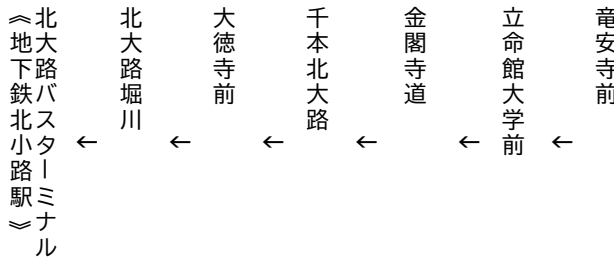 竜安寺前
←
立命館大学前
←
金閣寺道
←
千本北大路
←
大徳寺前
←
北大路堀川
←
北大路バスターミナル
《地下鉄北小路駅》